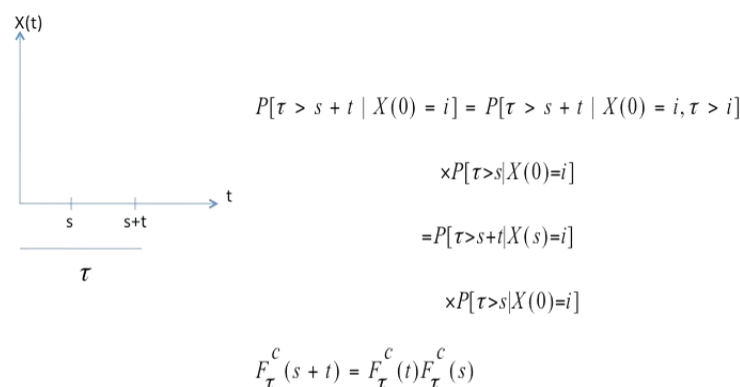 X(t)
t
s s+t
τ
P[τ > s + t | X(0) = i] = P[τ > s + t | X(0) = i, τ > i]
×P[τ>s|X(0)=i]
=P[τ>s+t|X(s)=i]
×P[τ>s|X(0)=i]
F_τ^C (s + t) = F_τ^C (t)F_τ^C (s)